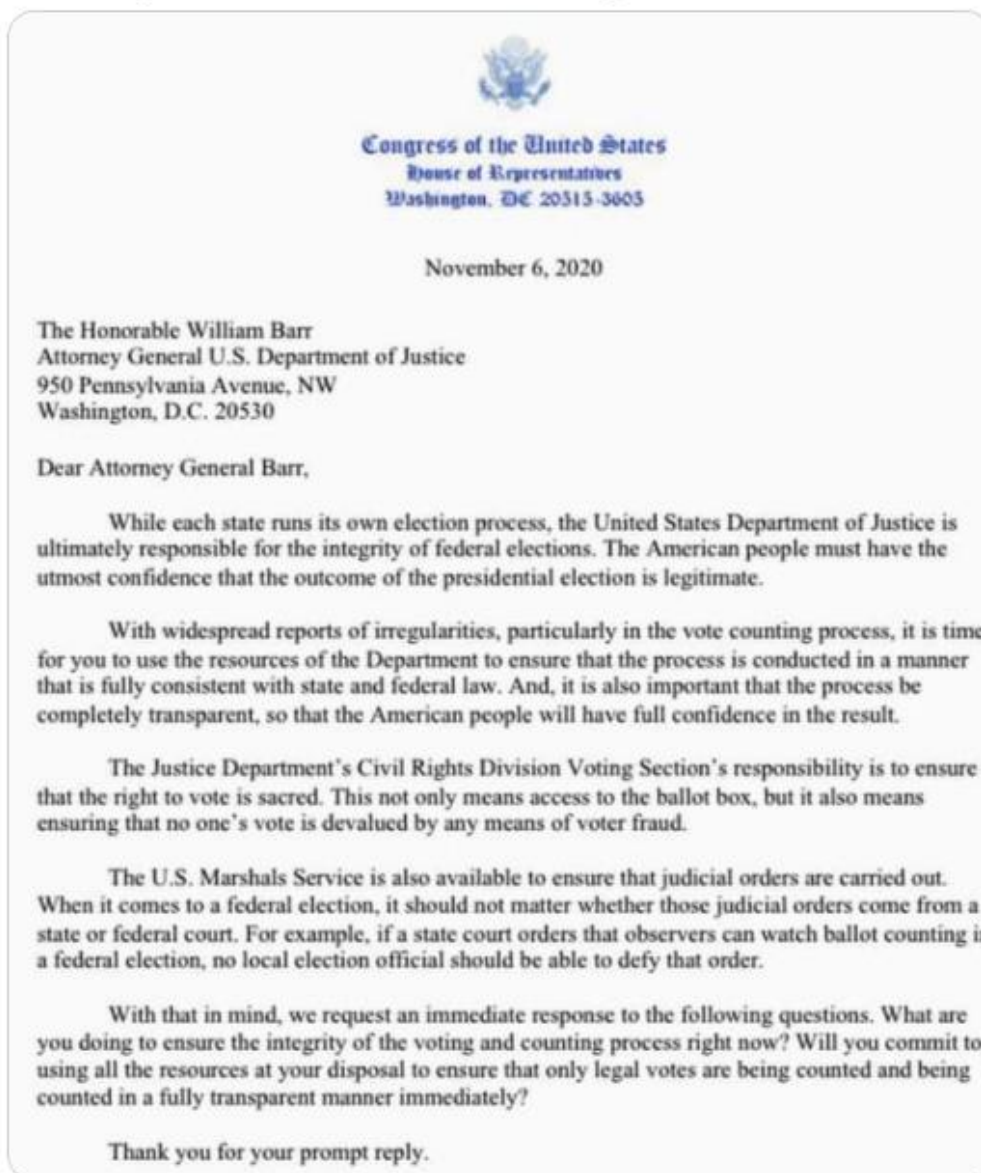 Congress of the United States
House of Representatives
Washington, DC 20515-3605
November 6, 2020
The Honorable William Barr
Attorney General U.S. Department of Justice
950 Pennsylvania Avenue, NW
Washington, D.C. 20530
Dear Attorney General Barr,
While each state runs its own election process, the United States Department of Justice is
ultimately responsible for the integrity of federal elections. The American people must have the
utmost confidence that the outcome of the presidential election is legitimate.
With widespread reports of irregularities, particularly in the vote counting process, it is time
for you to use the resources of the Department to ensure that the process is conducted in a manner
that is fully consistent with state and federal law. And, it is also important that the process be
completely transparent, so that the American people will have full confidence in the result.
The Justice Department's Civil Rights Division Voting Section's responsibility is to ensure
that the right to vote is sacred. This not only means access to the ballot box, but it also means
ensuring that no one's vote is devalued by any means of voter fraud.
The U.S. Marshals Service is also available to ensure that judicial orders are carried out.
When it comes to a federal election, it should not matter whether those judicial orders come from a
state or federal court. For example, if a state court orders that observers can watch ballot counting
a federal election, no local election official should be able to defy that order.
With that in mind, we request an immediate response to the following questions. What are
you doing to ensure the integrity of the voting and counting process right now? Will you commit to
using all the resources at your disposal to ensure that only legal votes are being counted and being
counted in a fully transparent manner immediately?
Thank you for your prompt reply.